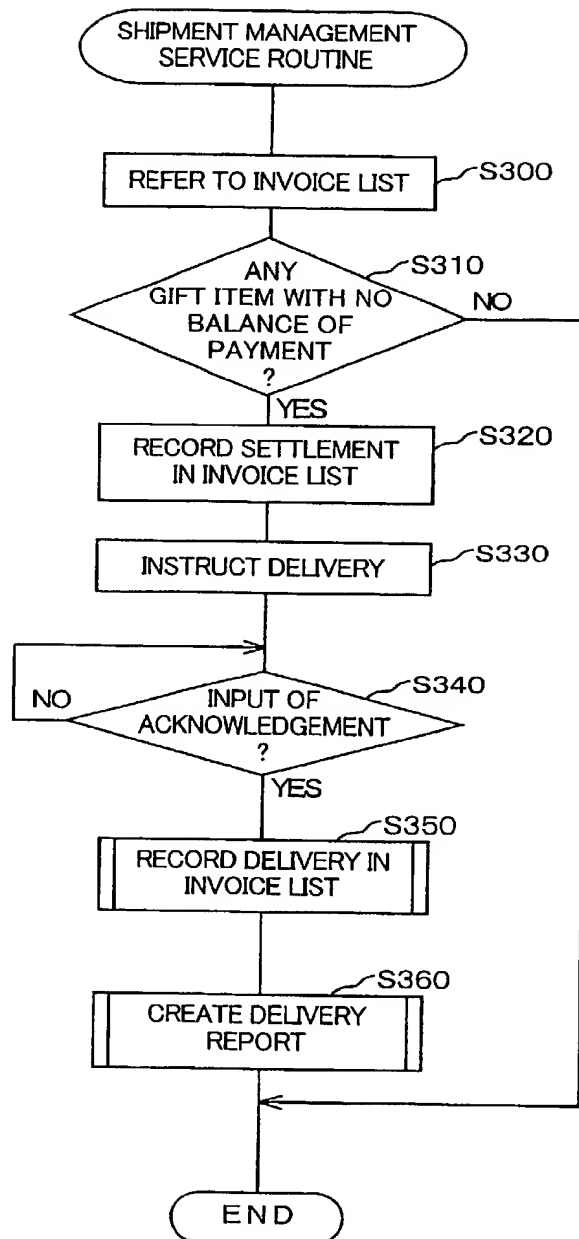 SHIPMENT MANAGEMENT
SERVICE ROUTINE
REFER TO INVOICE LIST
S300
ANY
GIFT ITEM WITH NO
BALANCE OF
PAYMENT
?
S310
NO
YES
RECORD SETTLEMENT
IN INVOICE LIST
S320
INSTRUCT DELIVERY
S330
INPUT OF
ACKNOWLEDGEMENT
?
S340
NO
YES
RECORD DELIVERY IN
INVOICE LIST
S350
CREATE DELIVERY
REPORT
S360
END